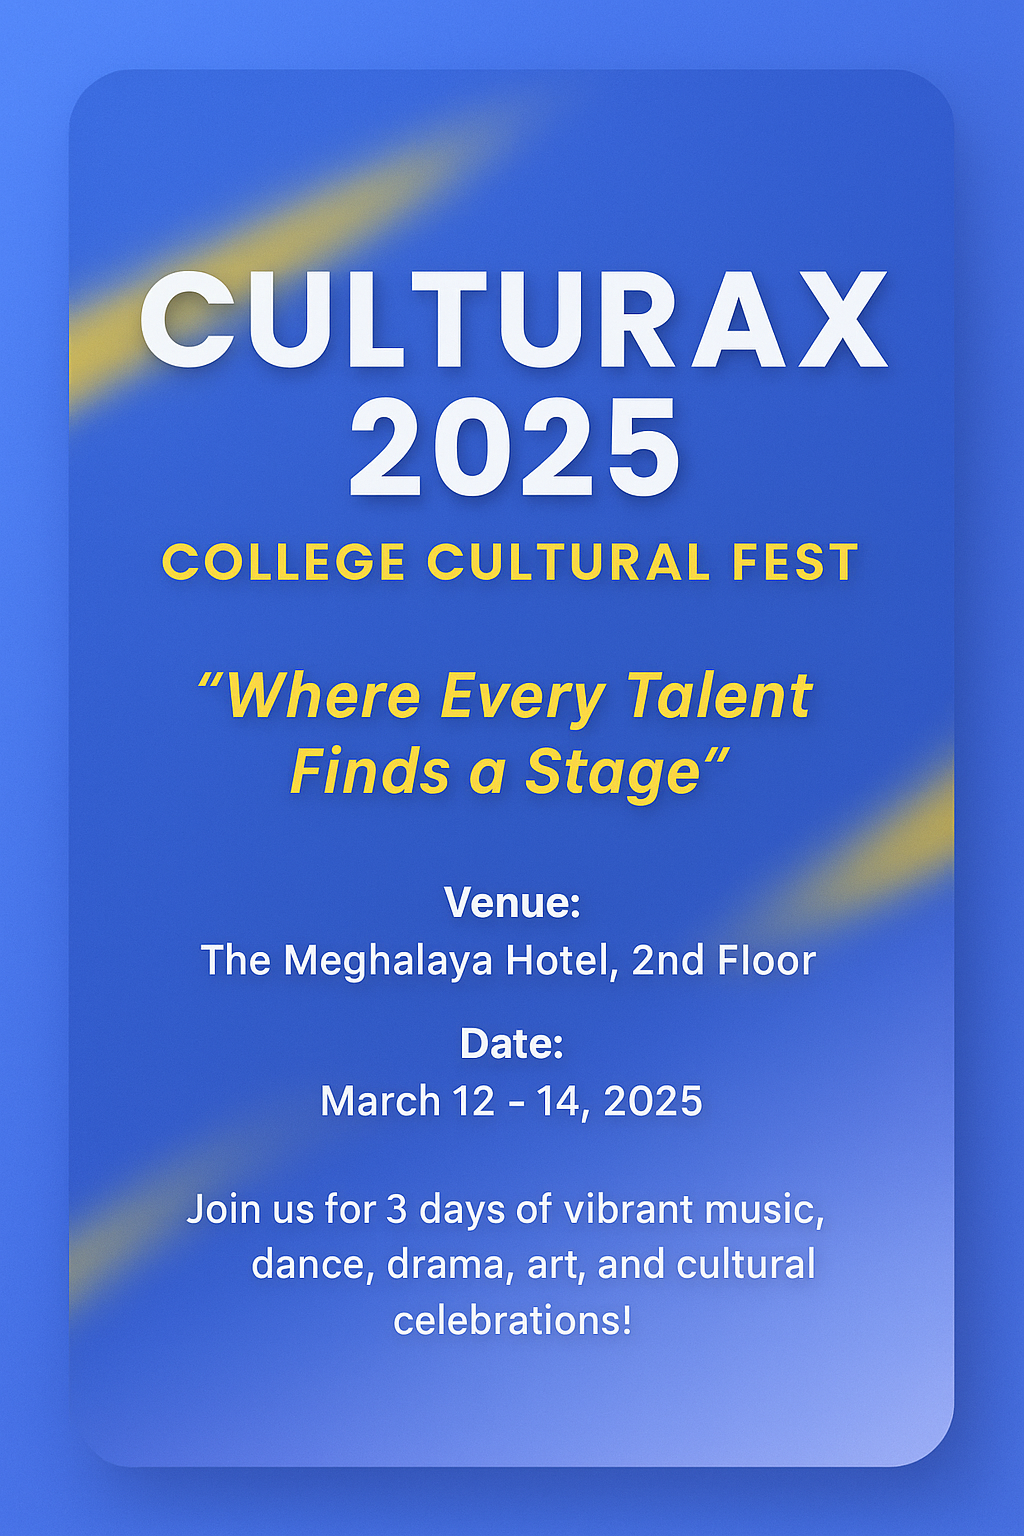 CULTURAX
2025
COLLEGE CULTURAL FEST
"Where Every Talent
Finds a Stage"
Venue:
The Meghalaya Hotel, 2nd Floor
Date:
March 12 - 14, 2025
Join us for 3 days of vibrant music,
dance, drama, art, and cultural
celebrations!